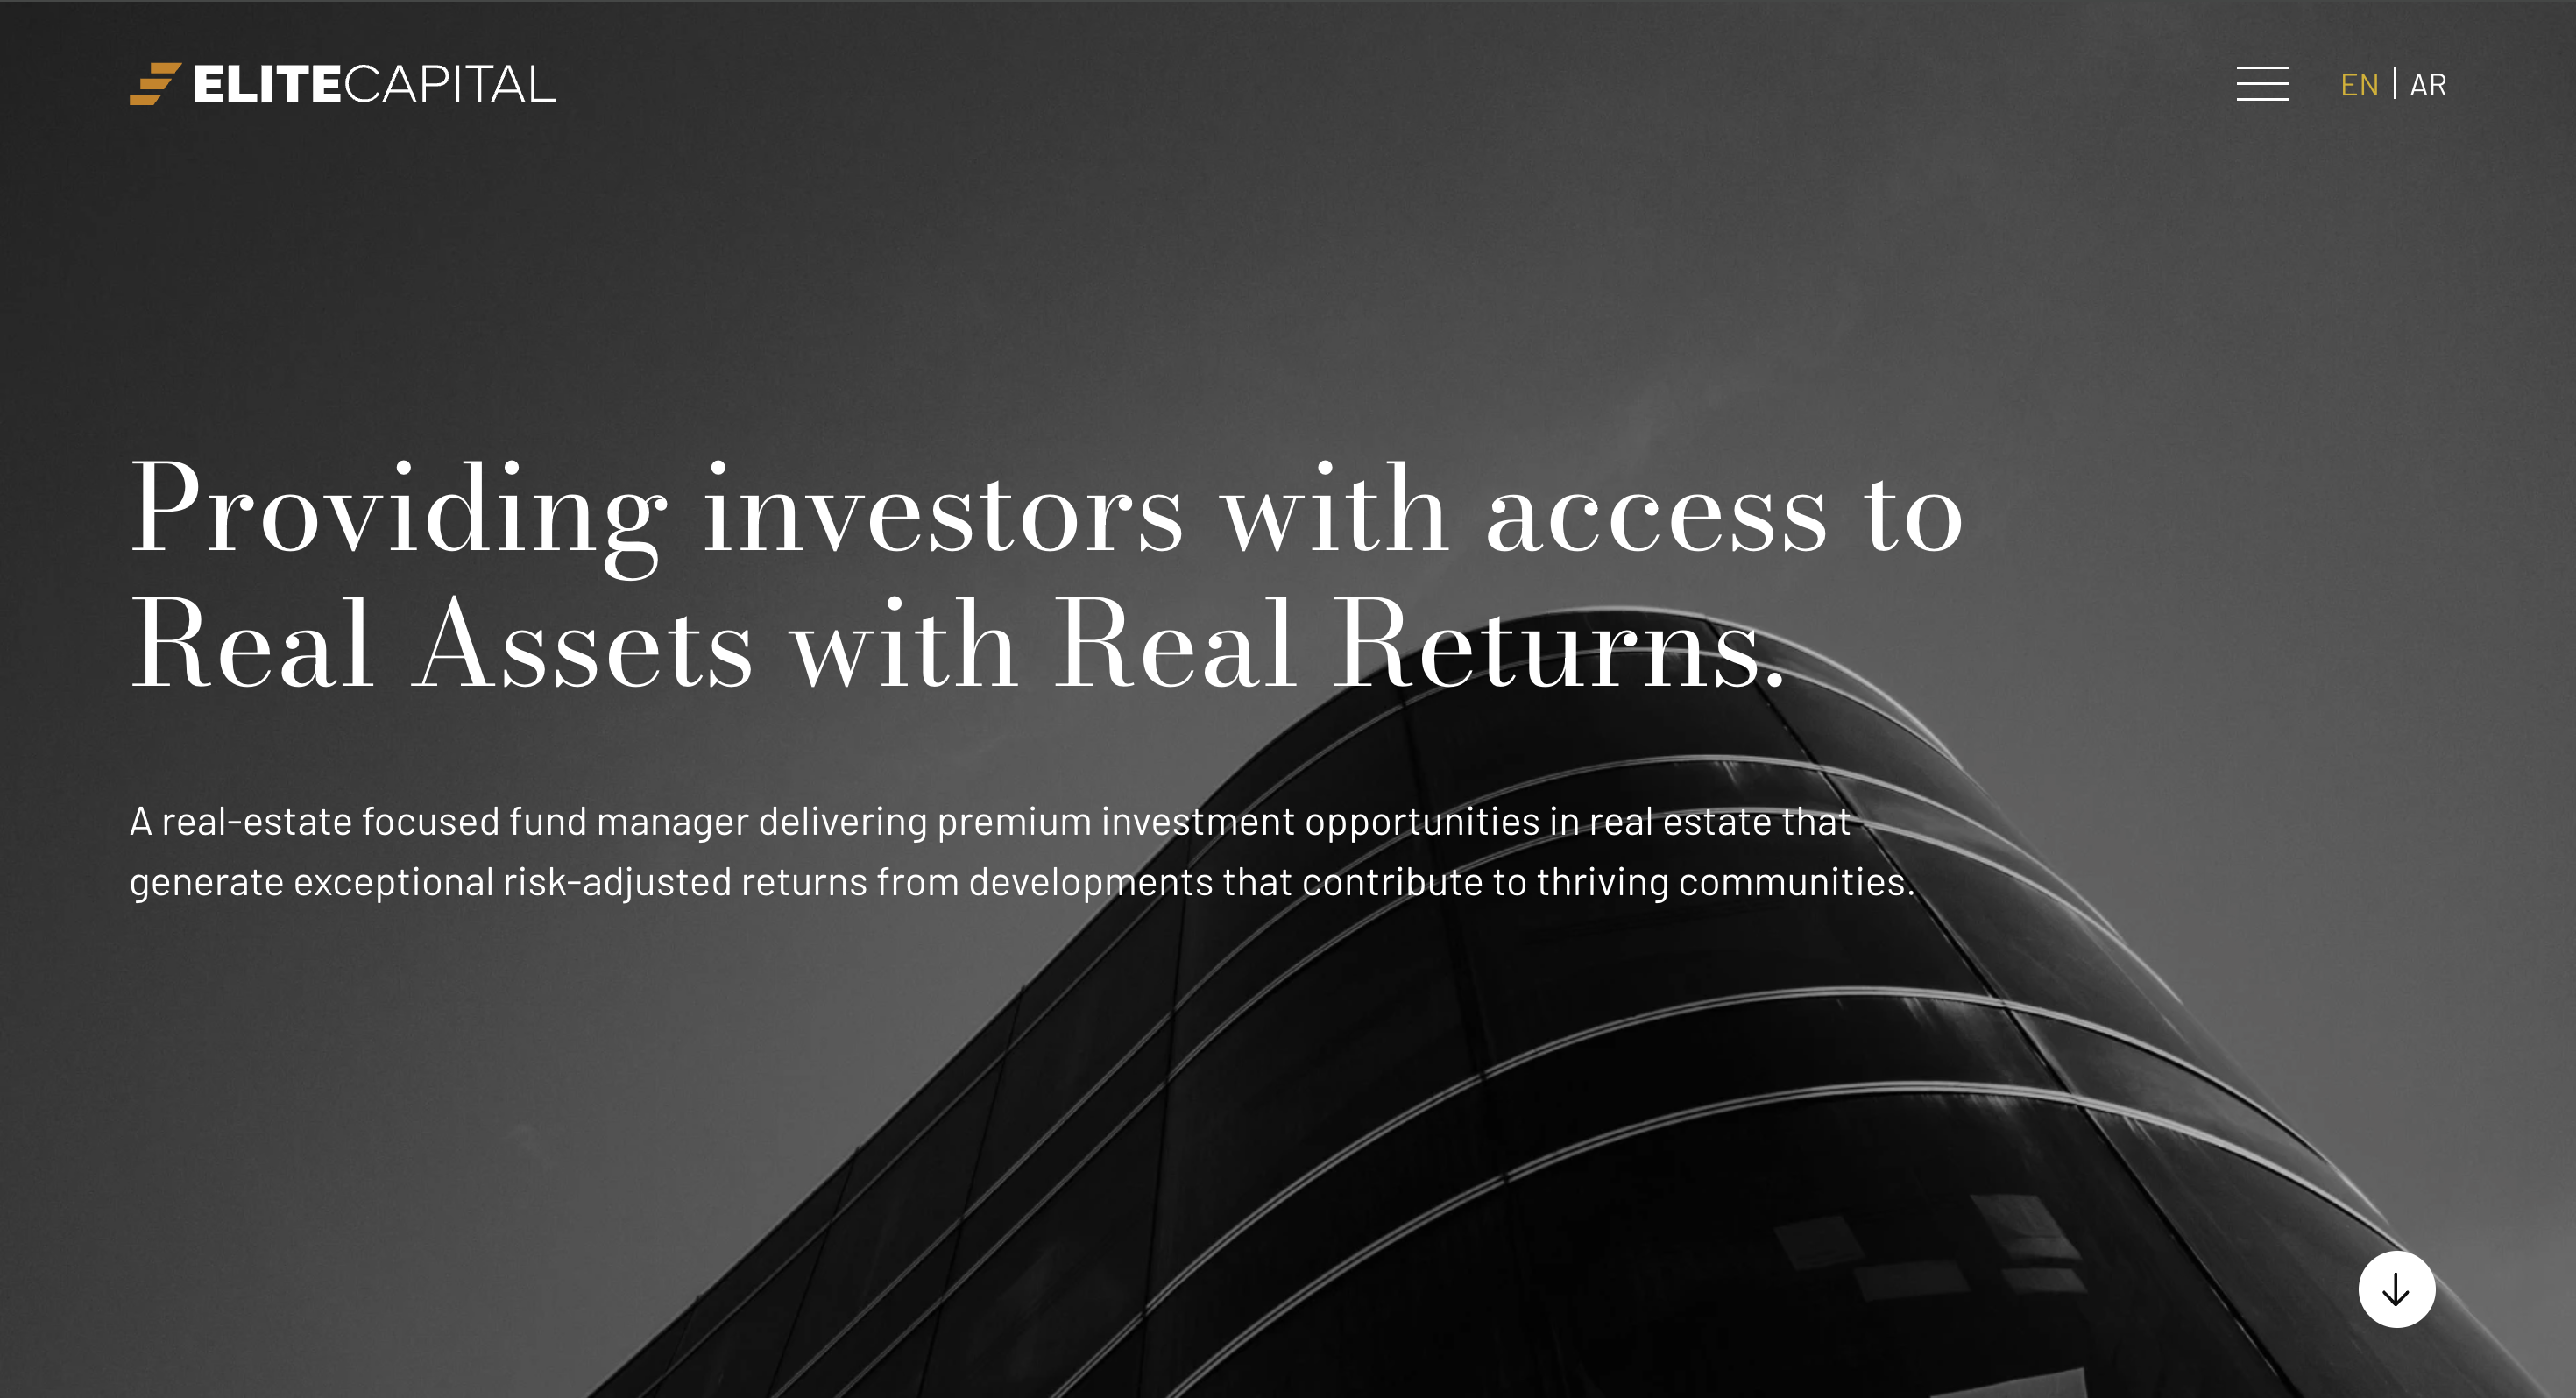 ELITECAPITAL
EN | AR
Providing investors with access to
Real Assets with Real Returns.
A real-estate focused fund manager delivering premium investment opportunities in real estate that
generate exceptional risk-adjusted returns from developments that contribute to thriving communities.